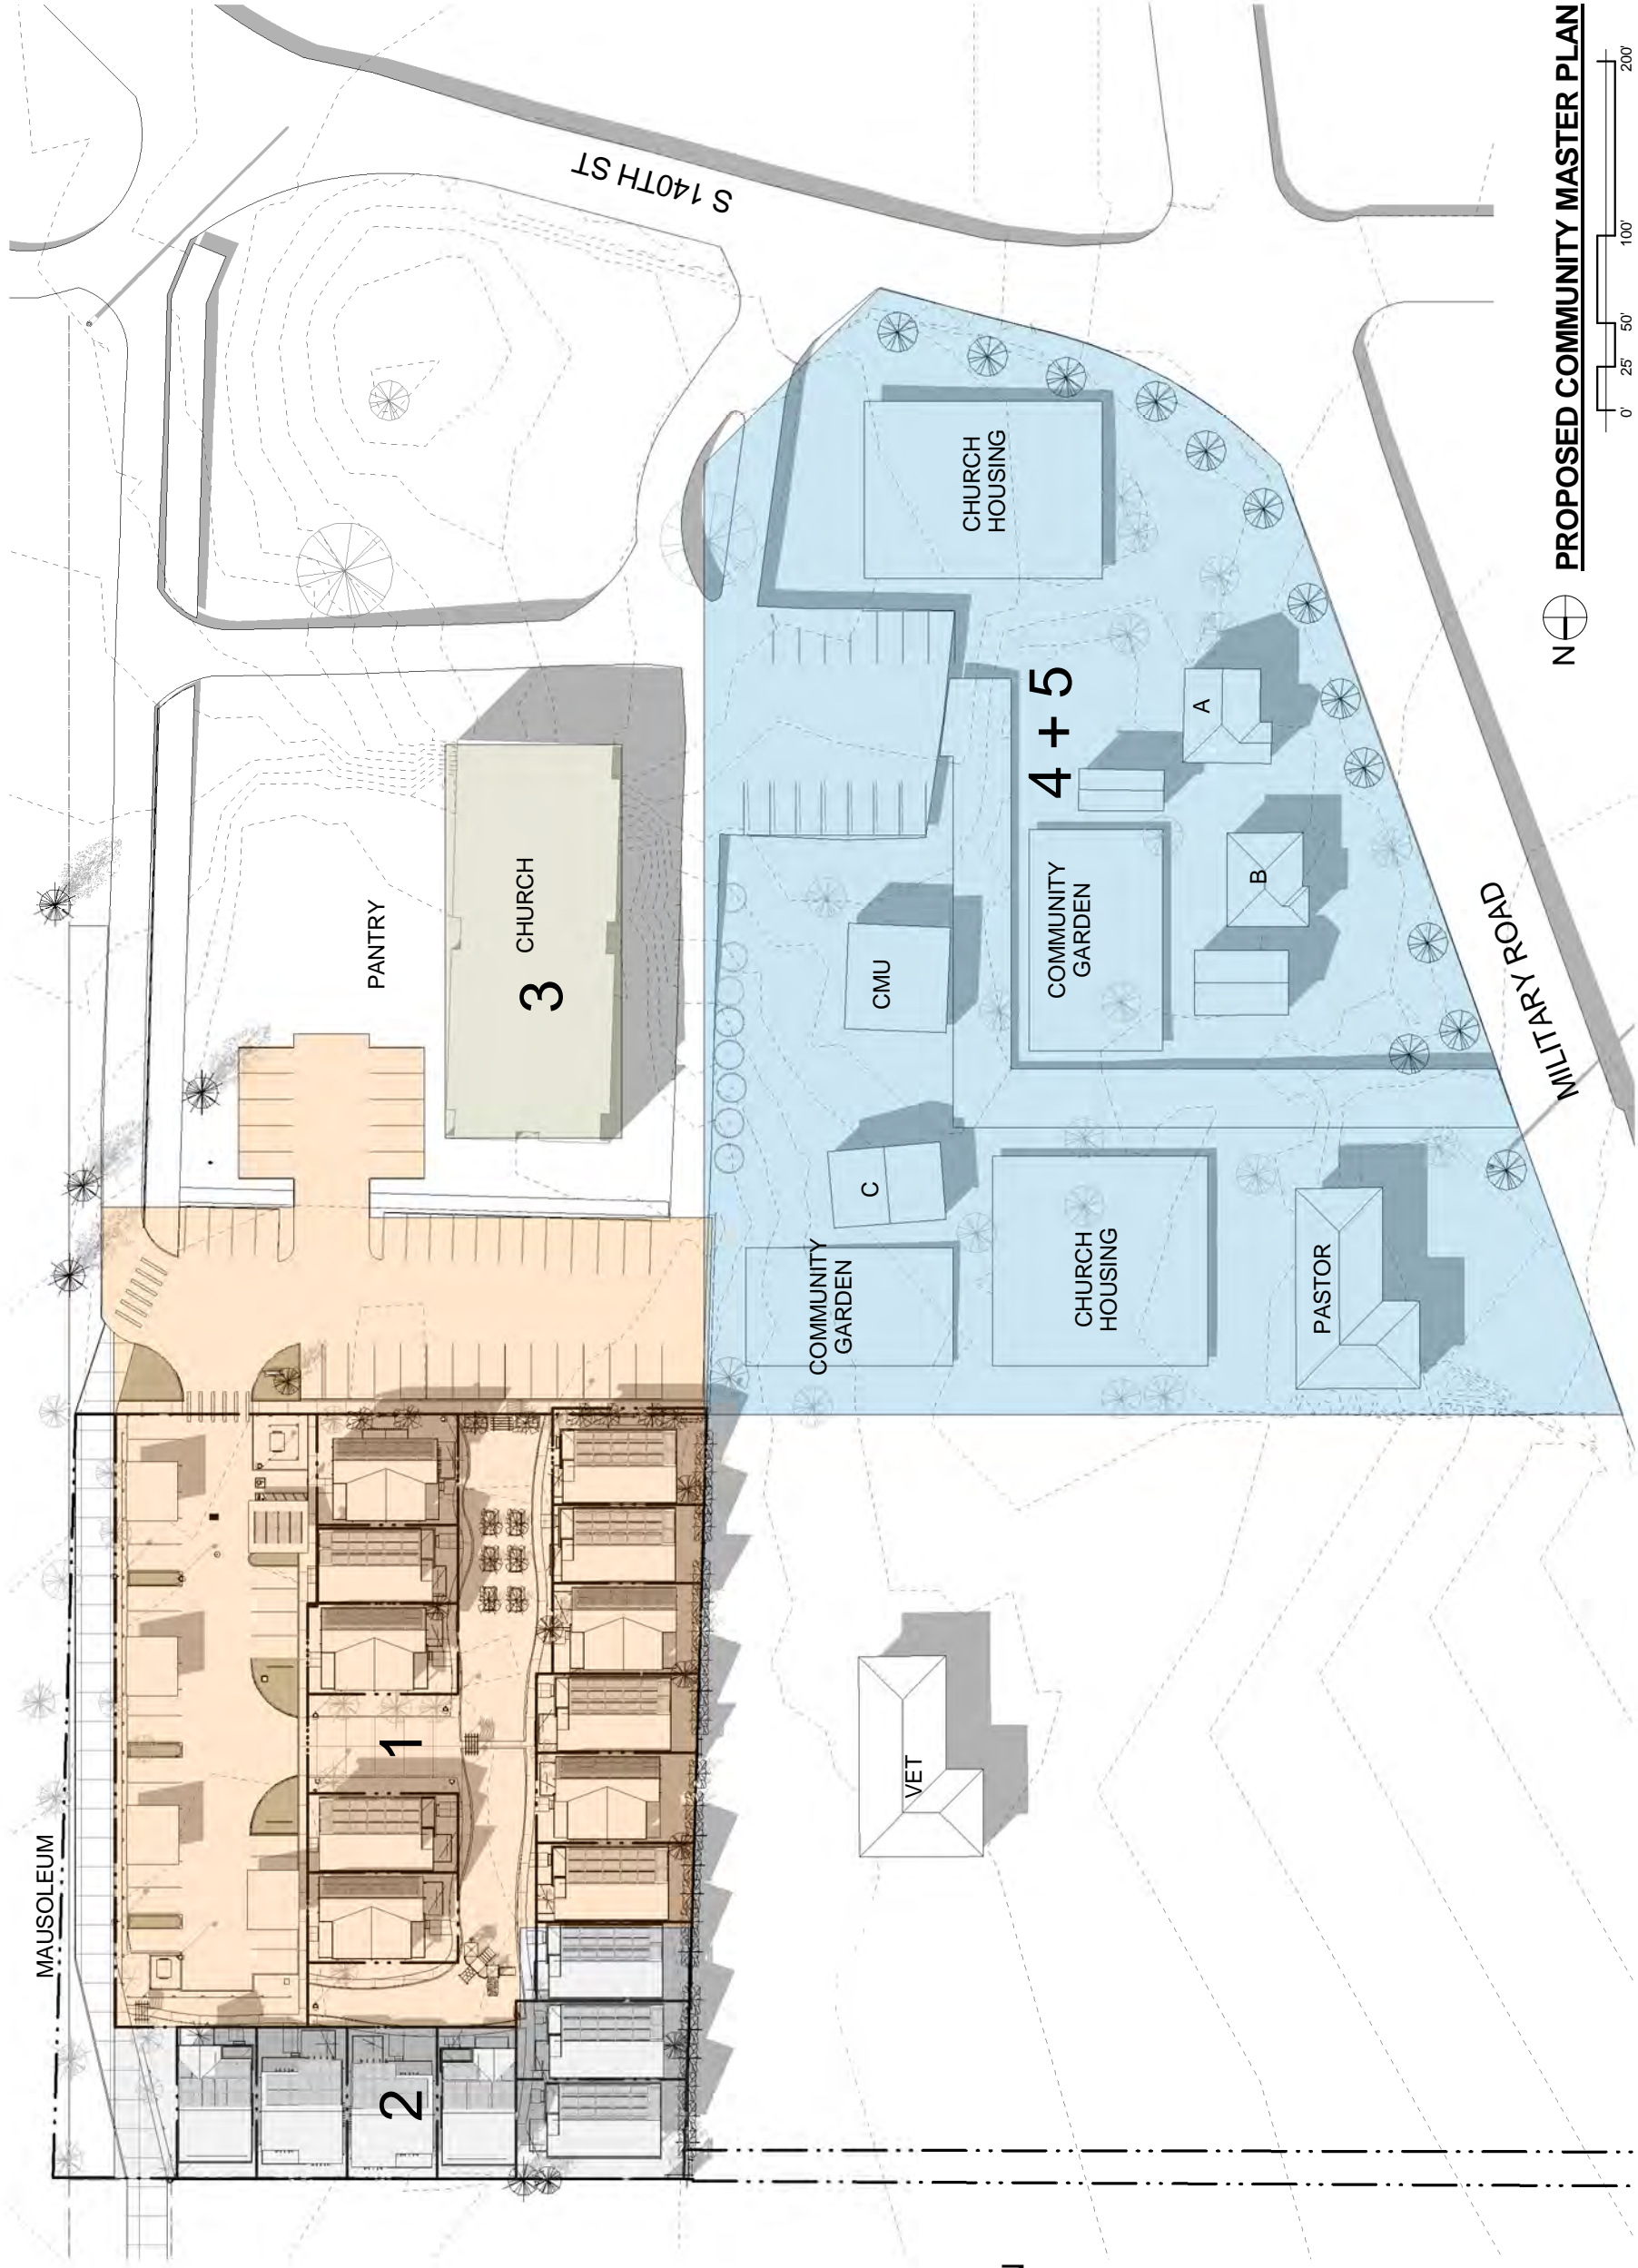 PROPOSED COMMUNITY MASTER PLAN
N
0'
25'
50'
100'
200'
MAUSOLEUM
PANTRY
CHURCH
3
S 140TH ST
1
2
4 + 5
CHURCH
HOUSING
A
B
COMMUNITY
GARDEN
CMU
C
COMMUNITY
GARDEN
CHURCH
HOUSING
PASTOR
VET
MILITARY ROAD